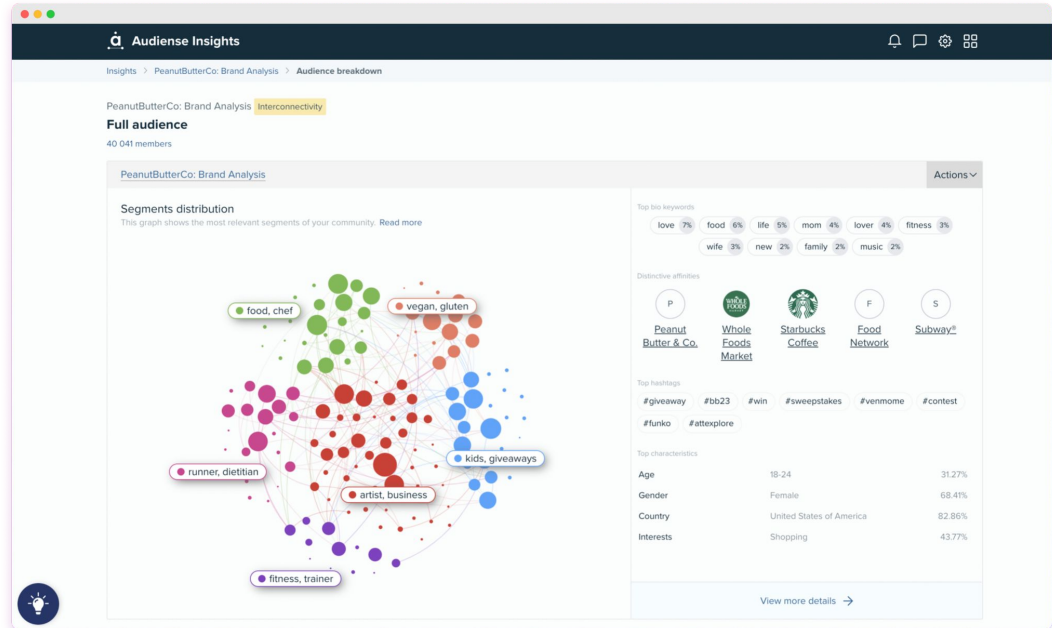 Audiense Insights
Insights > PeanutButterCo: Brand Analysis > Audience breakdown
PeanutButterCo: Brand Analysis Interconnectivity
Full audience
40 041 members
PeanutButterCo: Brand Analysis
Actions
Segments distribution
This graph shows the most relevant segments of your community. Read more
food, chef
vegan, gluten
kids, giveaways
runner, dietitian
artist, business
fitness, trainer
Top bio keywords
love 7% food 6% life 5% mom 4% lover 4% fitness 3%
wife 3% new 2% family 2% music 2%
Distinctive affinities
P
WHOLE
FOODS
MARKET
F
S
Peanut
Butter & Co.
Whole
Foods
Market
Starbucks
Coffee
Food
Network
Subway®
Top hashtags
#giveaway #bb23 #win #sweepstakes #venmome #contest
#funko #attexplore
Top characteristics
Age 18-24 31.27%
Gender Female 68.41%
Country United States of America 82.86%
Interests Shopping 43.77%
View more details →